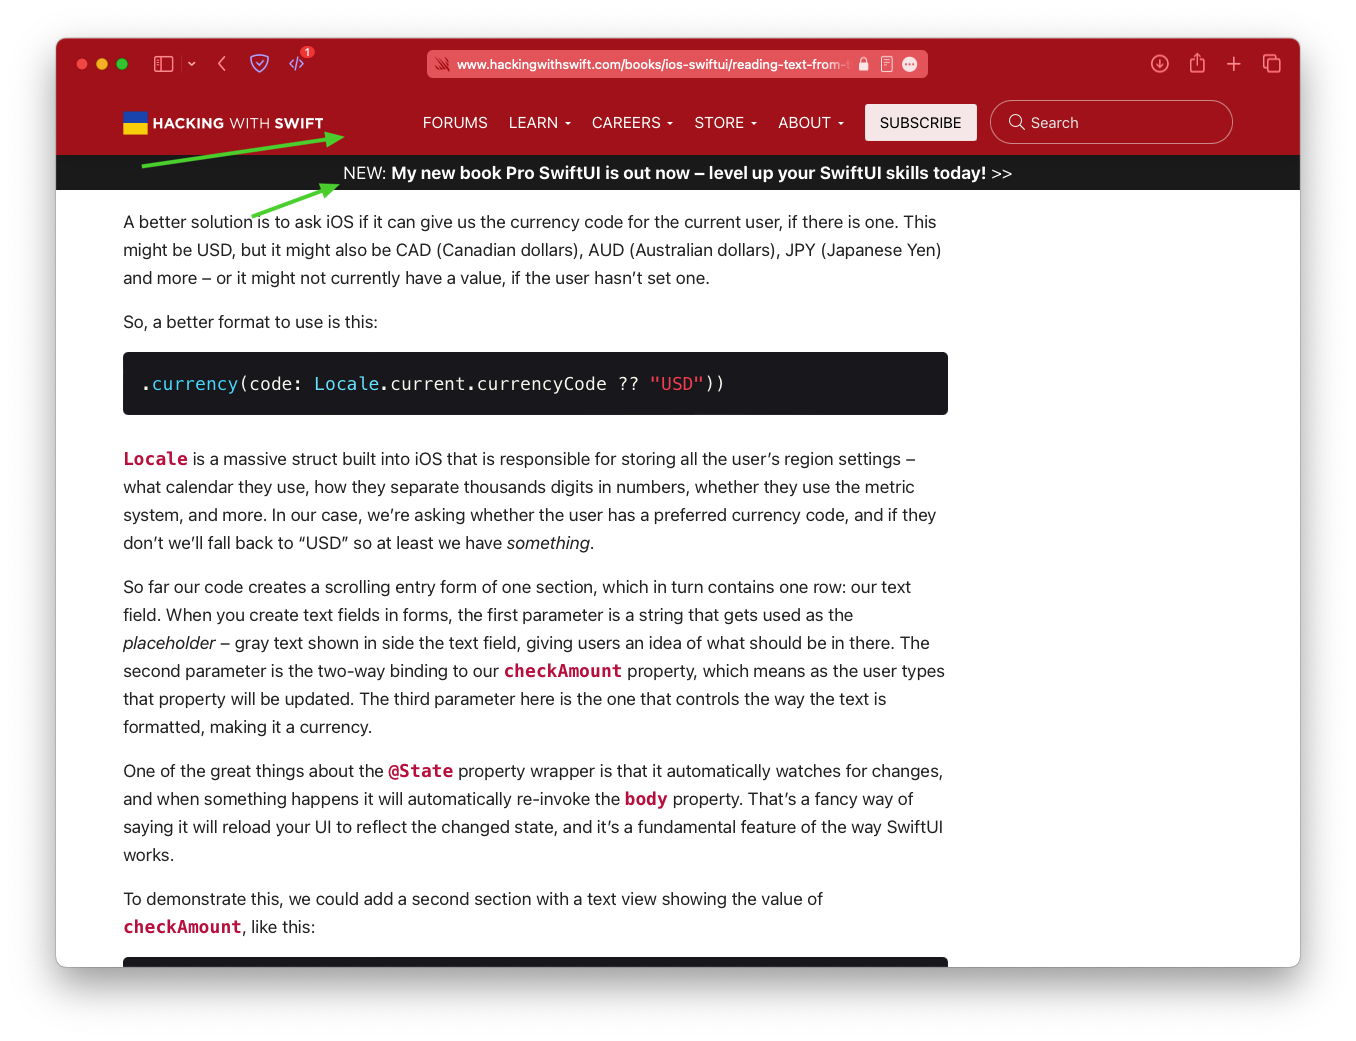 1
www.hackingwithswift.com/books/ios-swiftui/reading-text-from-t
HACKING WITH SWIFT
FORUMS LEARN CAREERS STORE ABOUT SUBSCRIBE Search
NEW: My new book Pro SwiftUI is out now – level up your SwiftUI skills today! >>
A better solution is to ask iOS if it can give us the currency code for the current user, if there is one. This
might be USD, but it might also be CAD (Canadian dollars), AUD (Australian dollars), JPY (Japanese Yen)
and more – or it might not currently have a value, if the user hasn’t set one.
So, a better format to use is this:
.currency(code: Locale.current.currencyCode ?? "USD"))
Locale is a massive struct built into iOS that is responsible for storing all the user’s region settings –
what calendar they use, how they separate thousands digits in numbers, whether they use the metric
system, and more. In our case, we’re asking whether the user has a preferred currency code, and if they
don’t we’ll fall back to “USD” so at least we have something.
So far our code creates a scrolling entry form of one section, which in turn contains one row: our text
field. When you create text fields in forms, the first parameter is a string that gets used as the
placeholder – gray text shown in side the text field, giving users an idea of what should be in there. The
second parameter is the two-way binding to our checkAmount property, which means as the user types
that property will be updated. The third parameter here is the one that controls the way the text is
formatted, making it a currency.
One of the great things about the @State property wrapper is that it automatically watches for changes,
and when something happens it will automatically re-invoke the body property. That’s a fancy way of
saying it will reload your UI to reflect the changed state, and it’s a fundamental feature of the way SwiftUI
works.
To demonstrate this, we could add a second section with a text view showing the value of
checkAmount, like this: